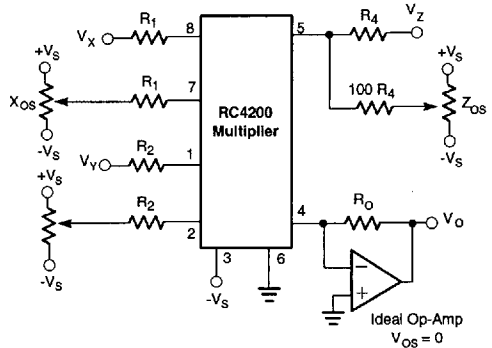 VX
R1
8
+VS
XOS
-VS
R1
7
VY
R2
1
+VS
-VS
R2
2
RC4200
Multiplier
3
-VS
6
5
R4
VZ
100 R4
+VS
ZOS
-VS
4
RO
VO
−
+
Ideal Op-Amp
VOS = 0